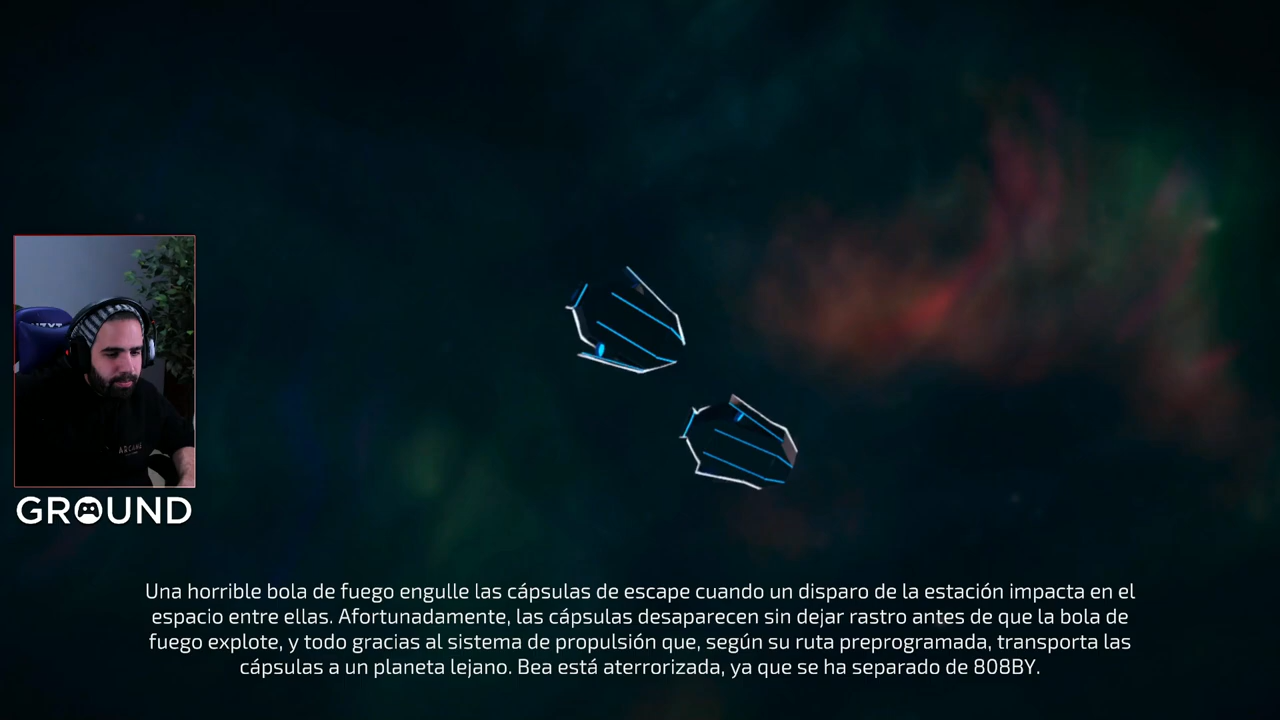 ARCANE
GROUND
Una horrible bola de fuego engulle las cápsulas de escape cuando un disparo de la estación impacta en el
espacio entre ellas. Afortunadamente, las cápsulas desaparecen sin dejar rastro antes de que la bola de
fuego explote, y todo gracias al sistema de propulsión que, según su ruta preprogramada, transporta las
cápsulas a un planeta lejano. Bea está aterrorizada, ya que se ha separado de 808BY.